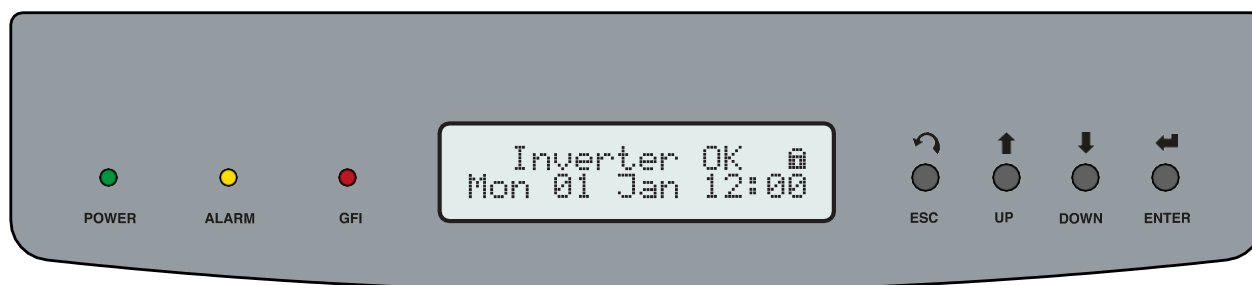 Inverter OK
Mon 01 Jan 12:00
POWER ALARM GFI ESC UP DOWN ENTER